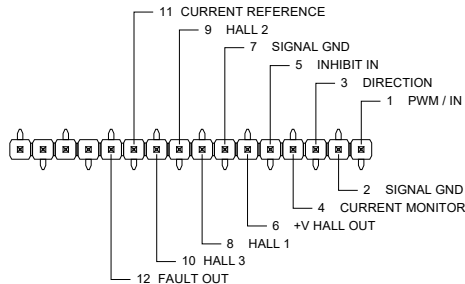 11 CURRENT REFERENCE
9 HALL 2
7 SIGNAL GND
5 INHIBIT IN
3 DIRECTION
1 PWM / IN
2 SIGNAL GND
4 CURRENT MONITOR
6 +V HALL OUT
8 HALL 1
10 HALL 3
12 FAULT OUT